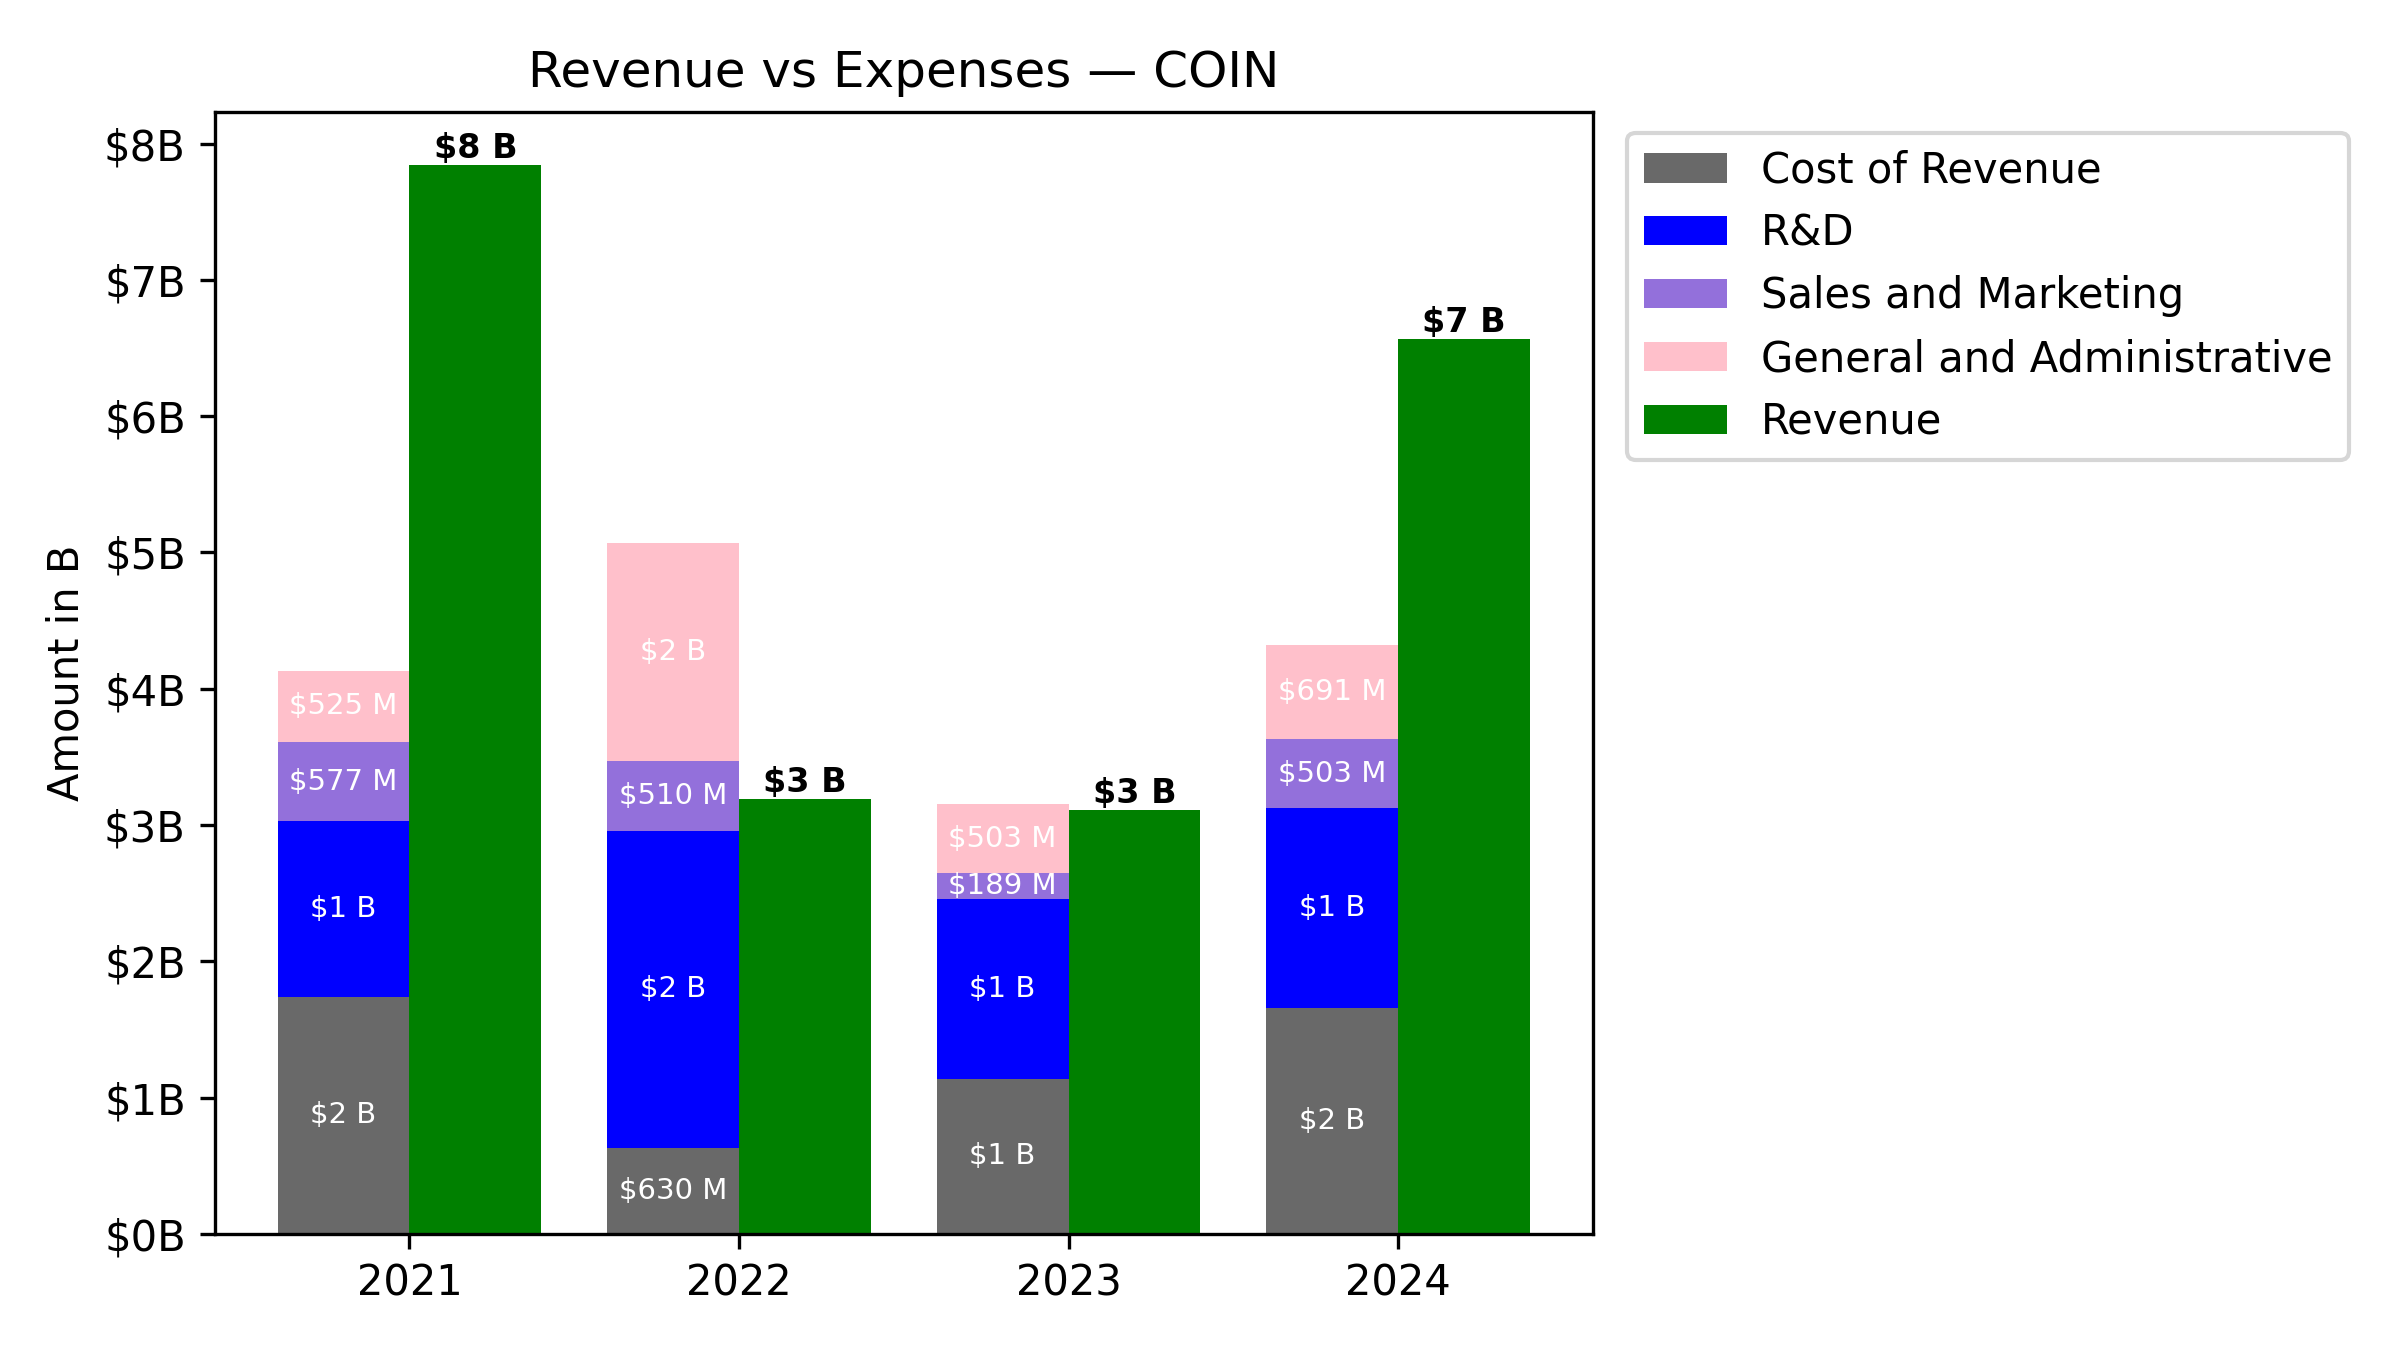 Revenue vs Expenses — COIN
Amount in B
$8B
$7B
$6B
$5B
$4B
$3B
$2B
$1B
$0B
$8 B
$525 M
$577 M
$1 B
$2 B
$2 B
$510 M
$2 B
$630 M
$3 B
$503 M
$189 M
$1 B
$1 B
$3 B
$691 M
$503 M
$1 B
$2 B
$7 B
2021
2022
2023
2024
Cost of Revenue
R&D
Sales and Marketing
General and Administrative
Revenue